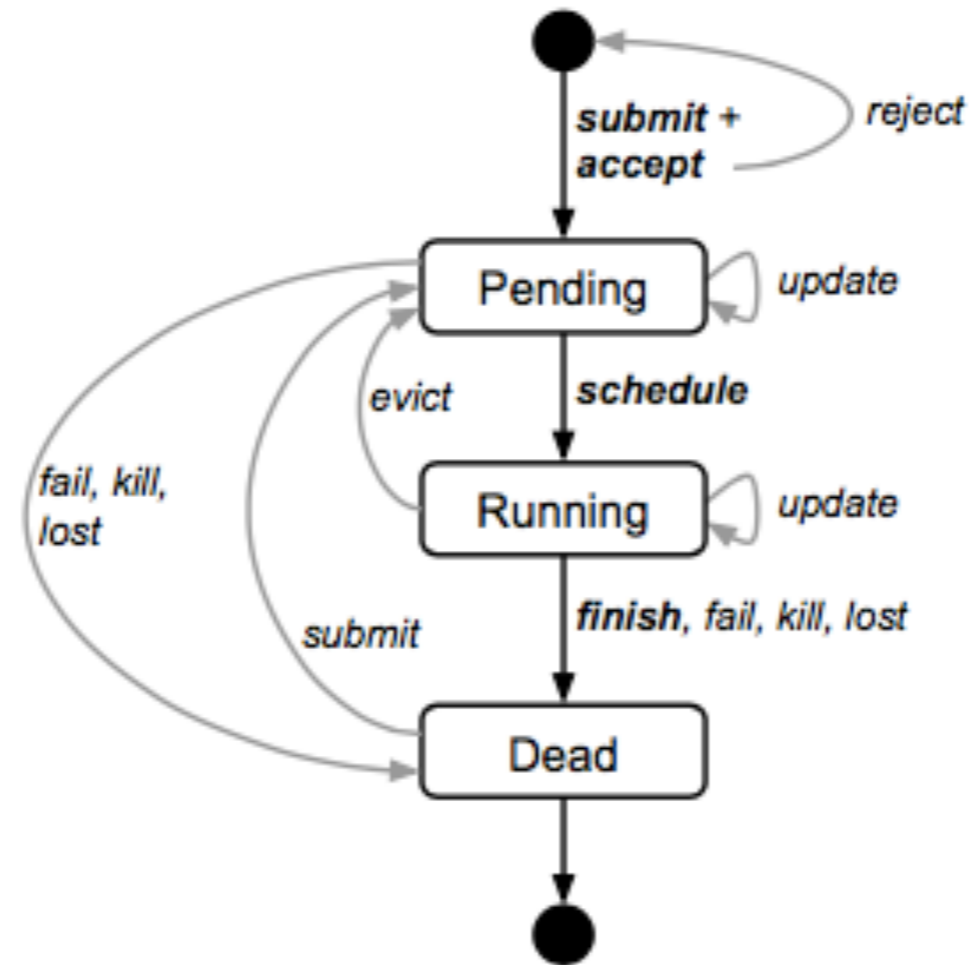 submit +
accept
reject
Pending
update
evict
schedule
fail, kill,
lost
Running
update
submit
finish, fail, kill, lost
Dead